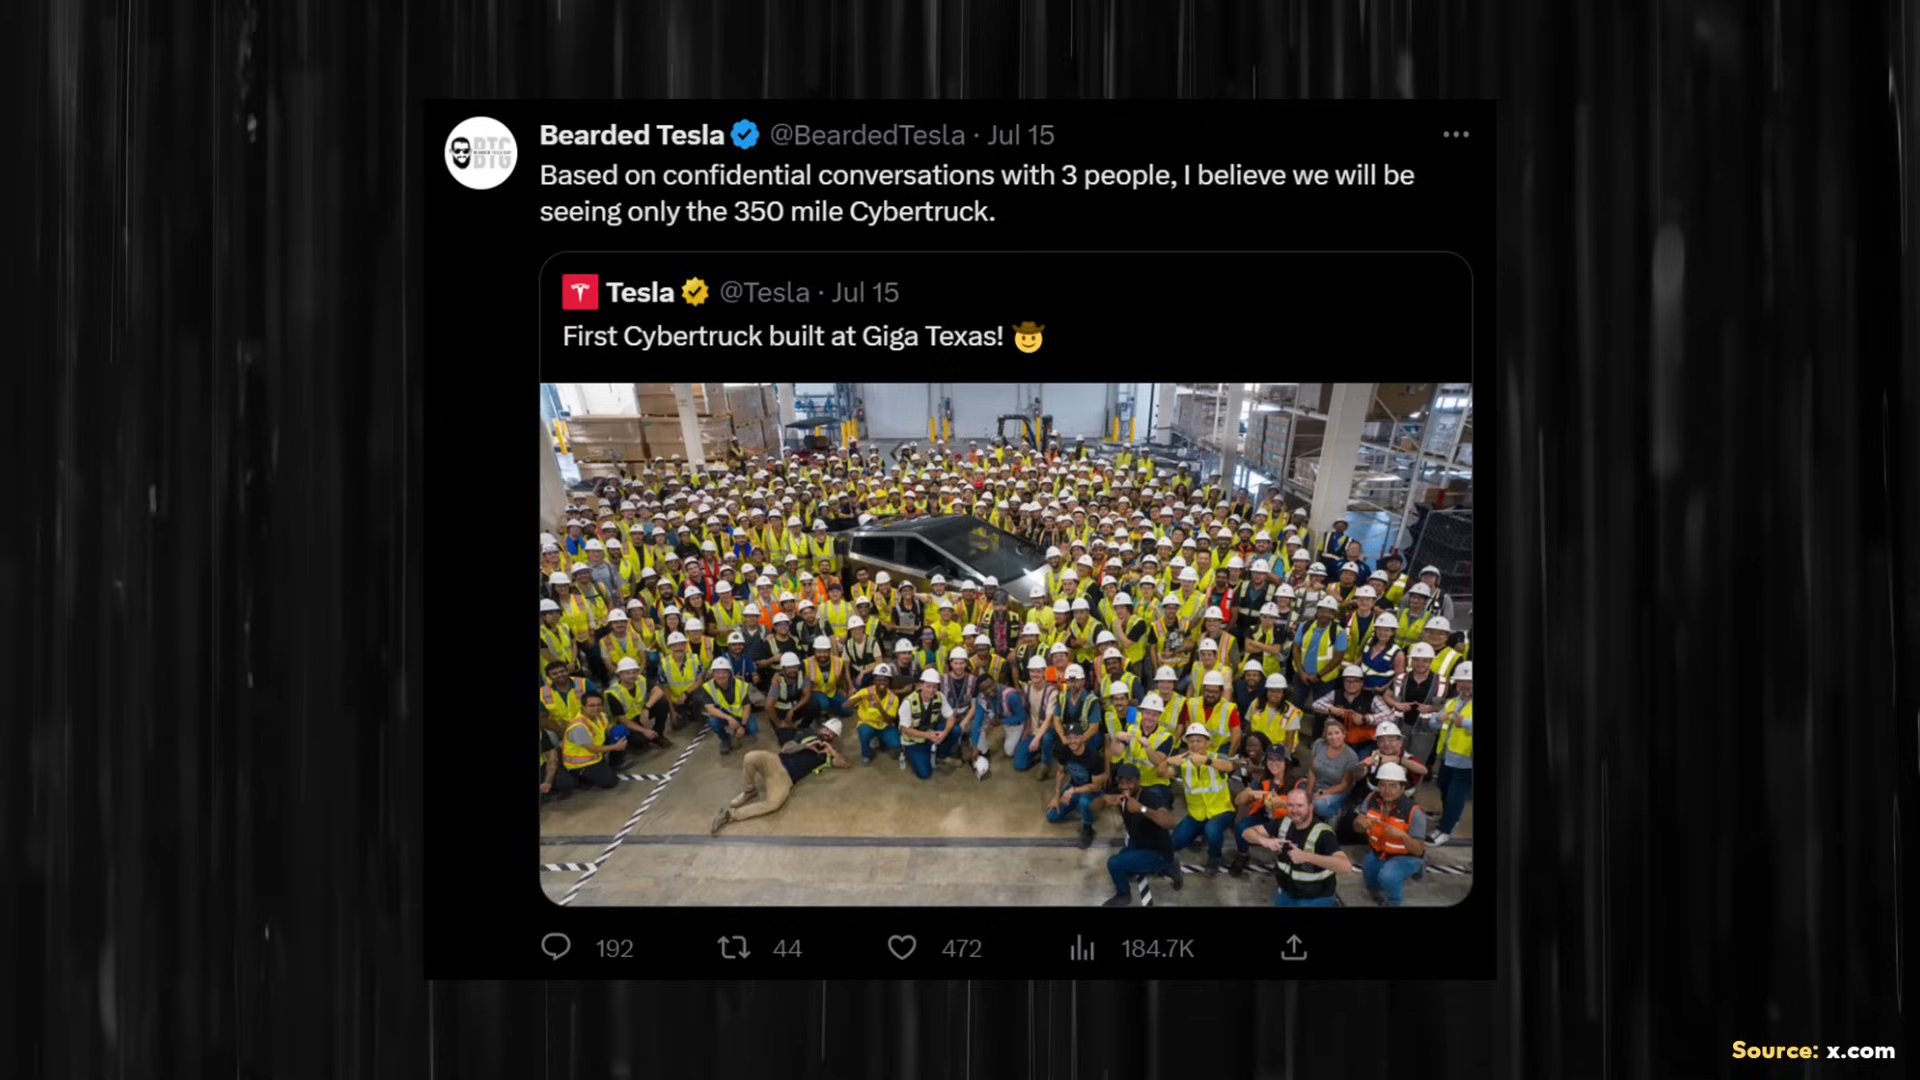 Bearded Tesla @BeardedTesla · Jul 15
Based on confidential conversations with 3 people, I believe we will be
seeing only the 350 mile Cybertruck.
Tesla @Tesla · Jul 15
First Cybertruck built at Giga Texas! 🤠
192 44 472 184.7K
Source: x.com